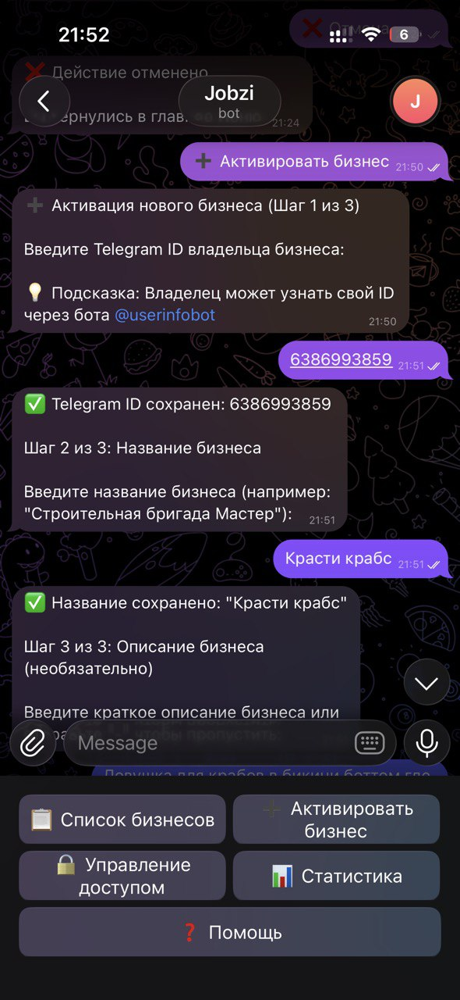 21:52
6
Отмена
❌ Действие отменено
ернулись в глав
21:24
Jobzi
bot
J
➕ Активировать бизнес 21:50
➕ Активация нового бизнеса (Шаг 1 из 3)
Введите Telegram ID владельца бизнеса:
💡 Подсказка: Владелец может узнать свой ID
через бота @userinfobot
21:50
6386993859 21:51
✅ Telegram ID сохранен: 6386993859
Шаг 2 из 3: Название бизнеса
Введите название бизнеса (например:
"Строительная бригада Мастер"): 21:51
Красти крабс 21:51
✅ Название сохранено: "Красти крабс"
Шаг 3 из 3: Описание бизнеса
(необязательно)
Введите краткое описание бизнеса или
чтобы пропустить
Message
Ловушка для крабов в бикини боттом где
📋 Список бизнесов
➕ Активировать
бизнес
🔒 Управление
доступом
📊 Статистика
❓ Помощь